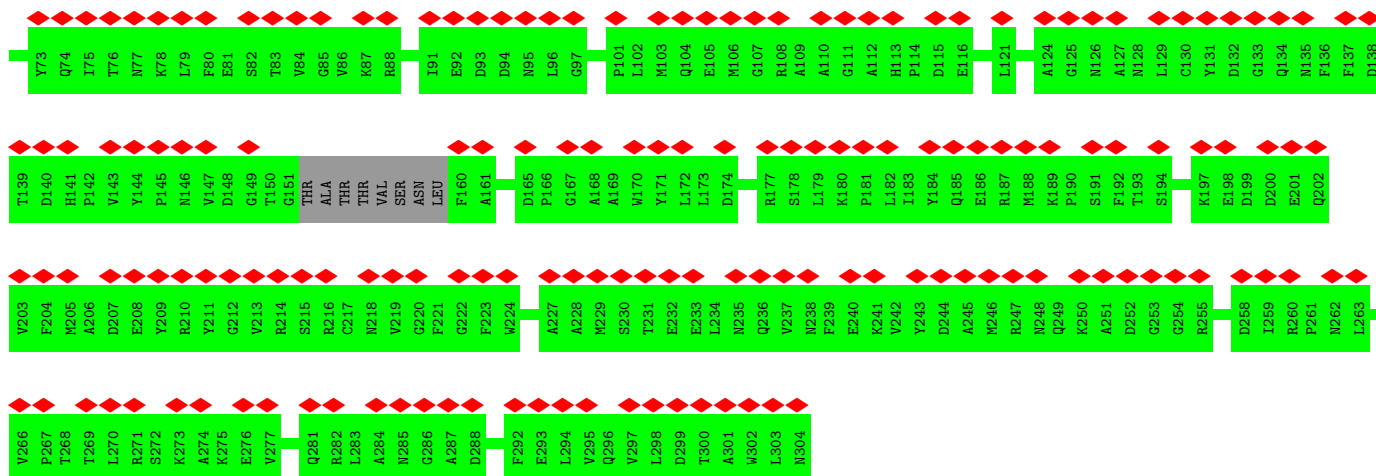 Y73 Q74 I75 T76 N77 K78 L79 F80 E81 S82 T83 V84 G85 V86 K87 R88 I91 E92 D93 D94 N95 L96 G97 P101 L102 M103 Q104 E105 M106 G107 R108 A109 A110 G111 A112 H113 P114 D115 E116 L121 A124 G125 N126 A127 N128 L129 C130 Y131 D132 G133 Q134 N135 F136 F137 D138
T139 D140 H141 P142 V143 Y144 P145 N146 V147 D148 G149 T150 G151 THR ALA THR THR VAL SER ASN LEU F160 A161 D165 P166 G167 A168 A169 W170 Y171 L172 L173 D174 R177 S178 L179 K180 P181 L182 I183 Y184 Q185 E186 R187 M188 K189 P190 S191 F192 T193 S194 K197 E198 D199 D200 E201 Q202
V203 F204 M205 A206 D207 E208 Y209 R210 Y211 G212 V213 R214 S215 R216 C217 N218 V219 G220 F221 G222 F223 W224 A227 A228 M229 S230 T231 E232 E233 L234 N235 Q236 V237 N238 F239 E240 K241 V242 Y243 D244 A245 M246 R247 N248 Q249 K250 A251 D252 G253 G254 R255 D258 I259 R260 P261 N262 L263
V266 P267 T268 T269 L270 R271 S272 K273 A274 K275 E276 V277 Q281 R282 L283 A284 N285 G286 A287 D288 F292 E293 L294 V295 Q296 V297 L298 D299 T300 A301 W302 L303 N304